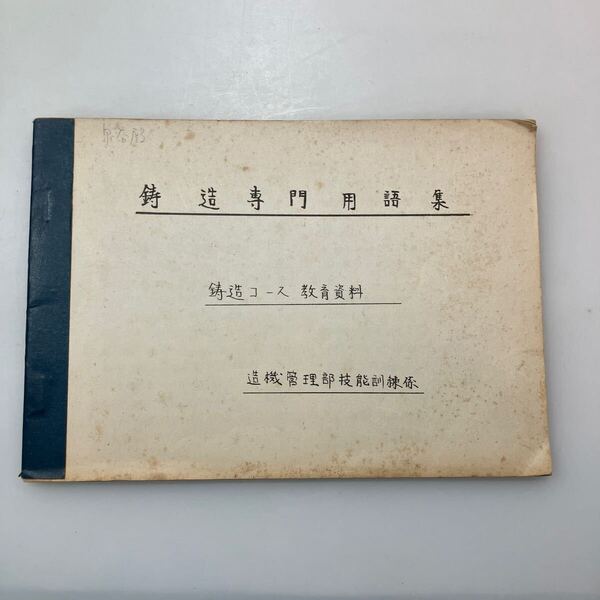 鋳造専門用語集
鋳造コース 教育資料
造機管理部技能訓練係